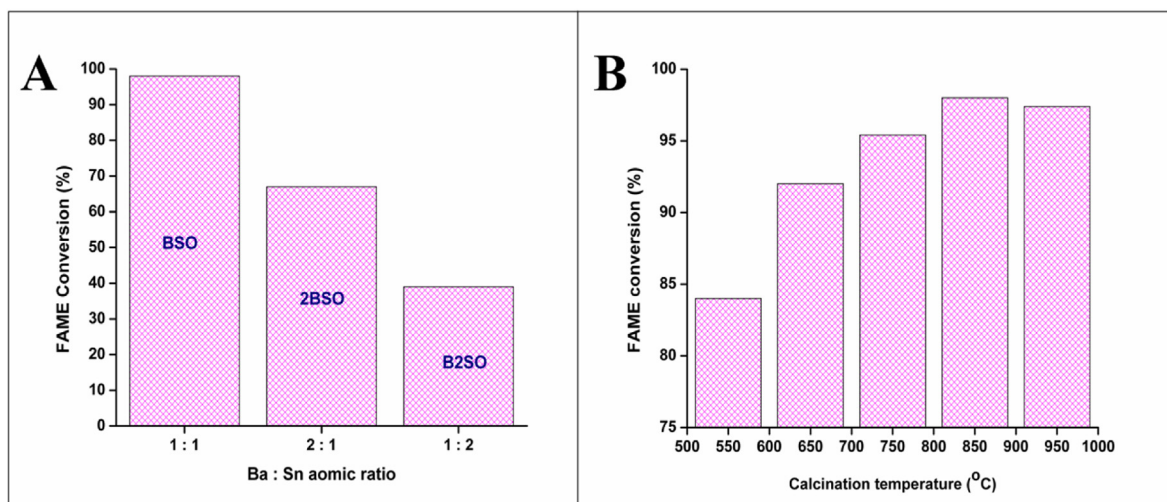 A
FAME Conversion (%)
100
90
80
70
60
50
40
30
20
10
0
BSO
2BSO
B2SO
1 : 1
2 : 1
1 : 2
Ba : Sn aomic ratio
B
FAME conversion (%)
100
95
90
85
80
75
500 550 600 650 700 750 800 850 900 950 1000
Calcination temperature (°C)